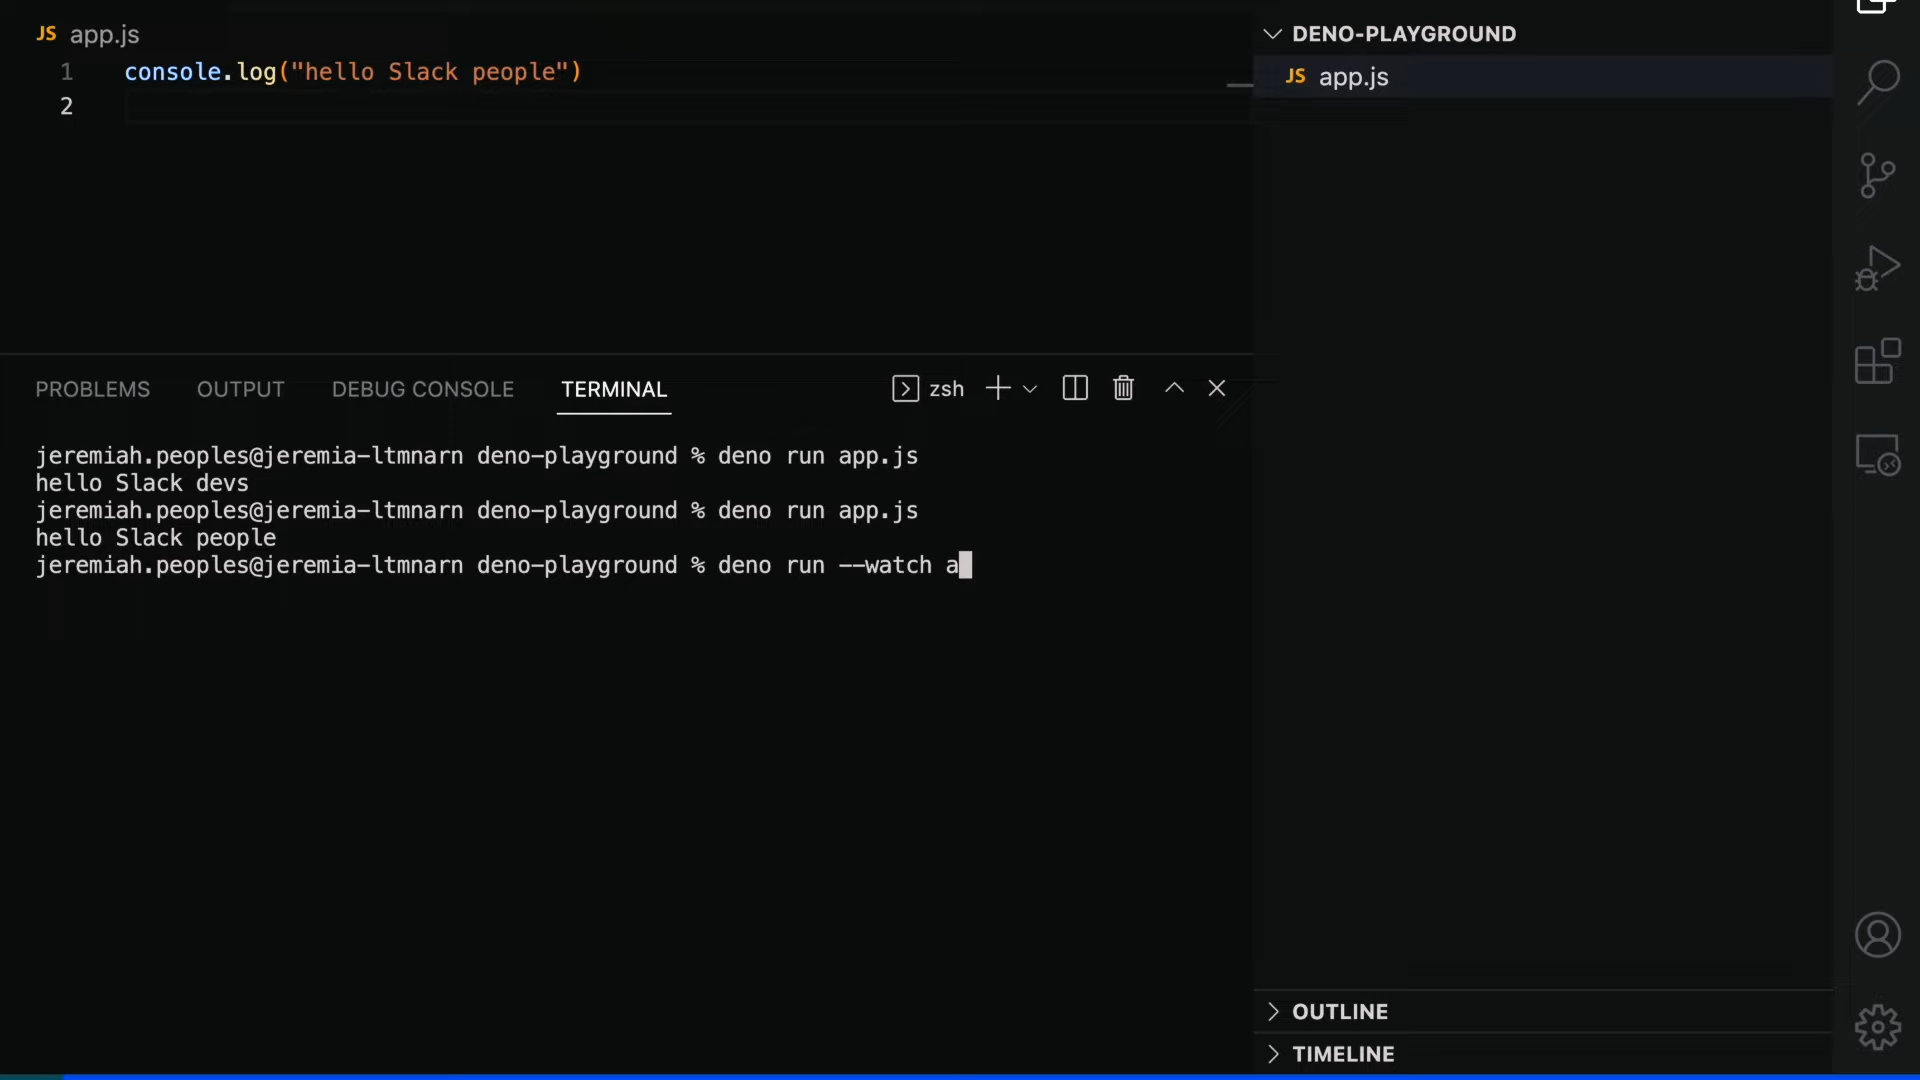 JS app.js
1 console.log("hello Slack people")
2
DENO-PLAYGROUND
JS app.js
PROBLEMS OUTPUT DEBUG CONSOLE TERMINAL zsh
jeremiah.peoples@jeremia-ltmnarn deno-playground % deno run app.js
hello Slack devs
jeremiah.peoples@jeremia-ltmnarn deno-playground % deno run app.js
hello Slack people
jeremiah.peoples@jeremia-ltmnarn deno-playground % deno run --watch a
OUTLINE
TIMELINE